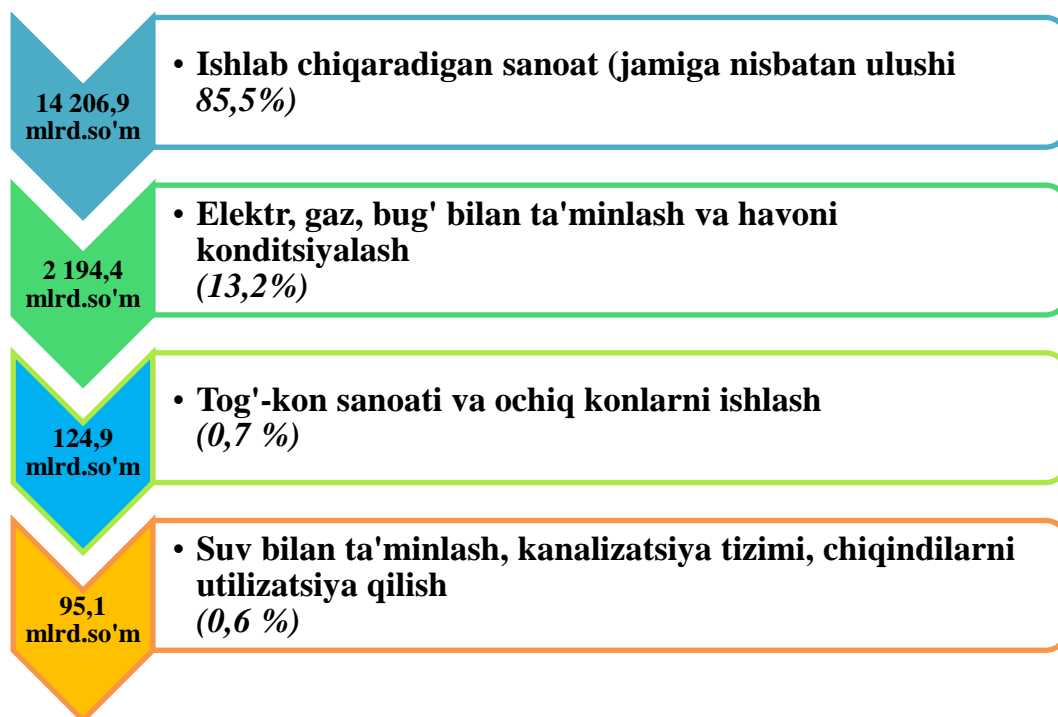 14 206,9
mlrd.so'm
• Ishlab chiqaradigan sanoat (jamiga nisbatan ulushi
85,5%)
2 194,4
mlrd.so'm
• Elektr, gaz, bug' bilan ta'minlash va havoni
konditsiyalash
(13,2%)
124,9
mlrd.so'm
• Tog'-kon sanoati va ochiq konlarni ishlash
(0,7 %)
95,1
mlrd.so'm
• Suv bilan ta'minlash, kanalizatsiya tizimi, chiqindilarni
utilizatsiya qilish
(0,6 %)